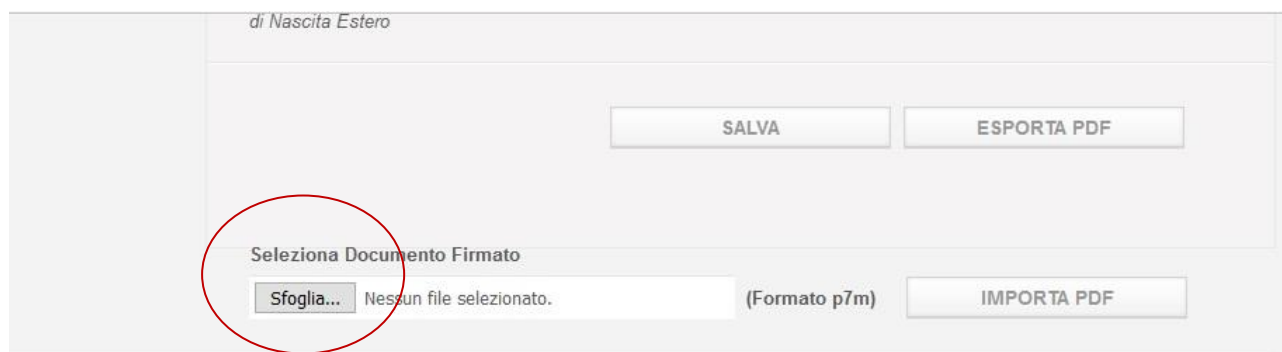 di Nascita Estero
SALVA ESPORTA PDF
Seleziona Documento Firmato
Sfoglia... Nessun file selezionato. (Formato p7m) IMPORTA PDF